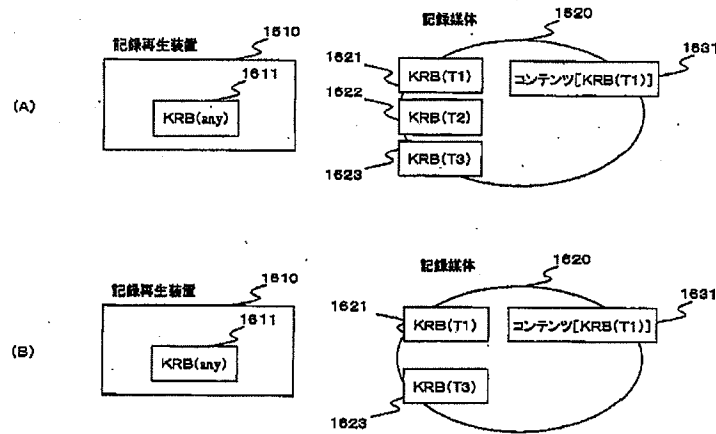 (A)
記録再生装置
1610
1611
KRB(any)
記録媒体
1620
1621
KRB(T1)
1622
KRB(T2)
1623
KRB(T3)
1631
コンテンツ[KRB(T1)]
(B)
記録再生装置
1610
1611
KRB(any)
記録媒体
1620
1621
KRB(T1)
1623
KRB(T3)
1631
コンテンツ[KRB(T1)]